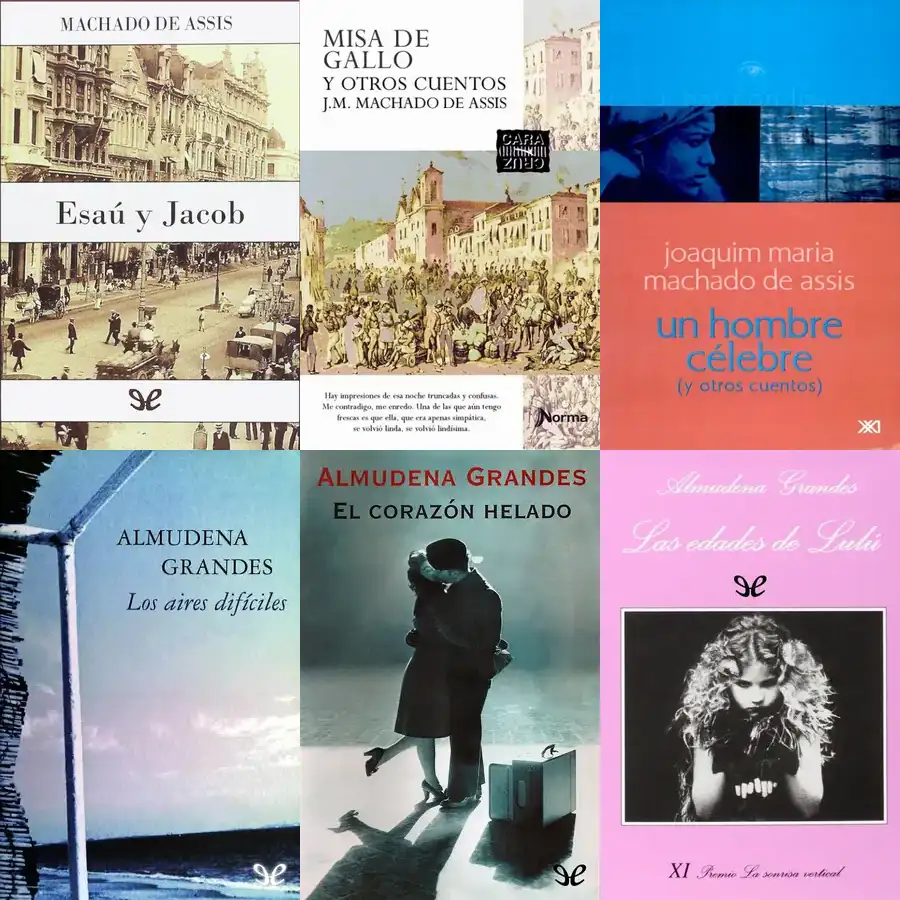 MACHADO DE ASSIS
Esaú y Jacob
MISA DE
GALLO
Y OTROS CUENTOS
J.M. MACHADO DE ASSIS
CARA
CRUZ
Hay impresiones de esa noche truncadas y confusas.
Me contradigo, me enredo. Una de las que aún tengo
frescas es que ella, que era apenas simpática,
se volvió linda, se volvió lindísima.
Norma
joaquim maria
machado de assis
un hombre
célebre
(y otros cuentos)
ALMUDENA
GRANDES
Los aires difíciles
ALMUDENA GRANDES
EL CORAZÓN HELADO
Almudena Grandes
Las edades de Lulú
XI Premio La sonrisa vertical